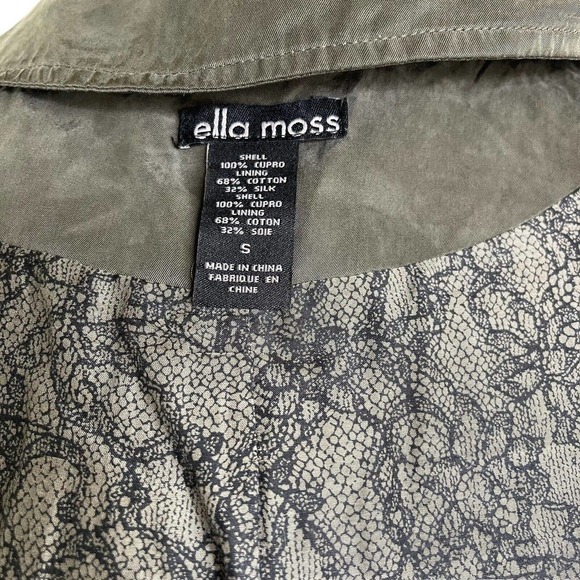 ella moss
SHELL
100% CUPRO
LINING
68% COTTON
32% SILK
SHELL
100% CUPRO
LINING
68% COTON
32% SOIE
S
MADE IN CHINA
FABRIQUE EN
CHINE